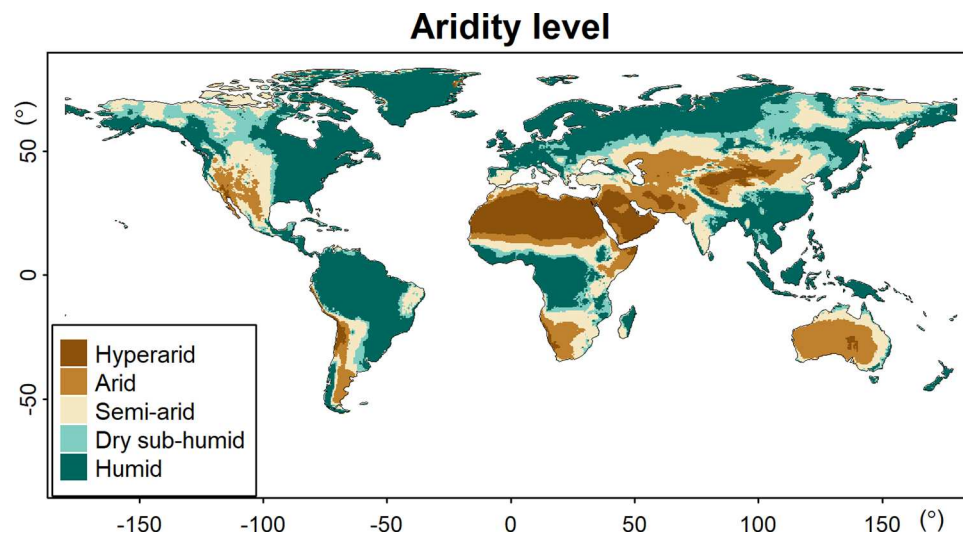 Aridity level
(°)
50
0
-50
Hyperarid
Arid
Semi-arid
Dry sub-humid
Humid
-150 -100 -50 0 50 100 150 (°)